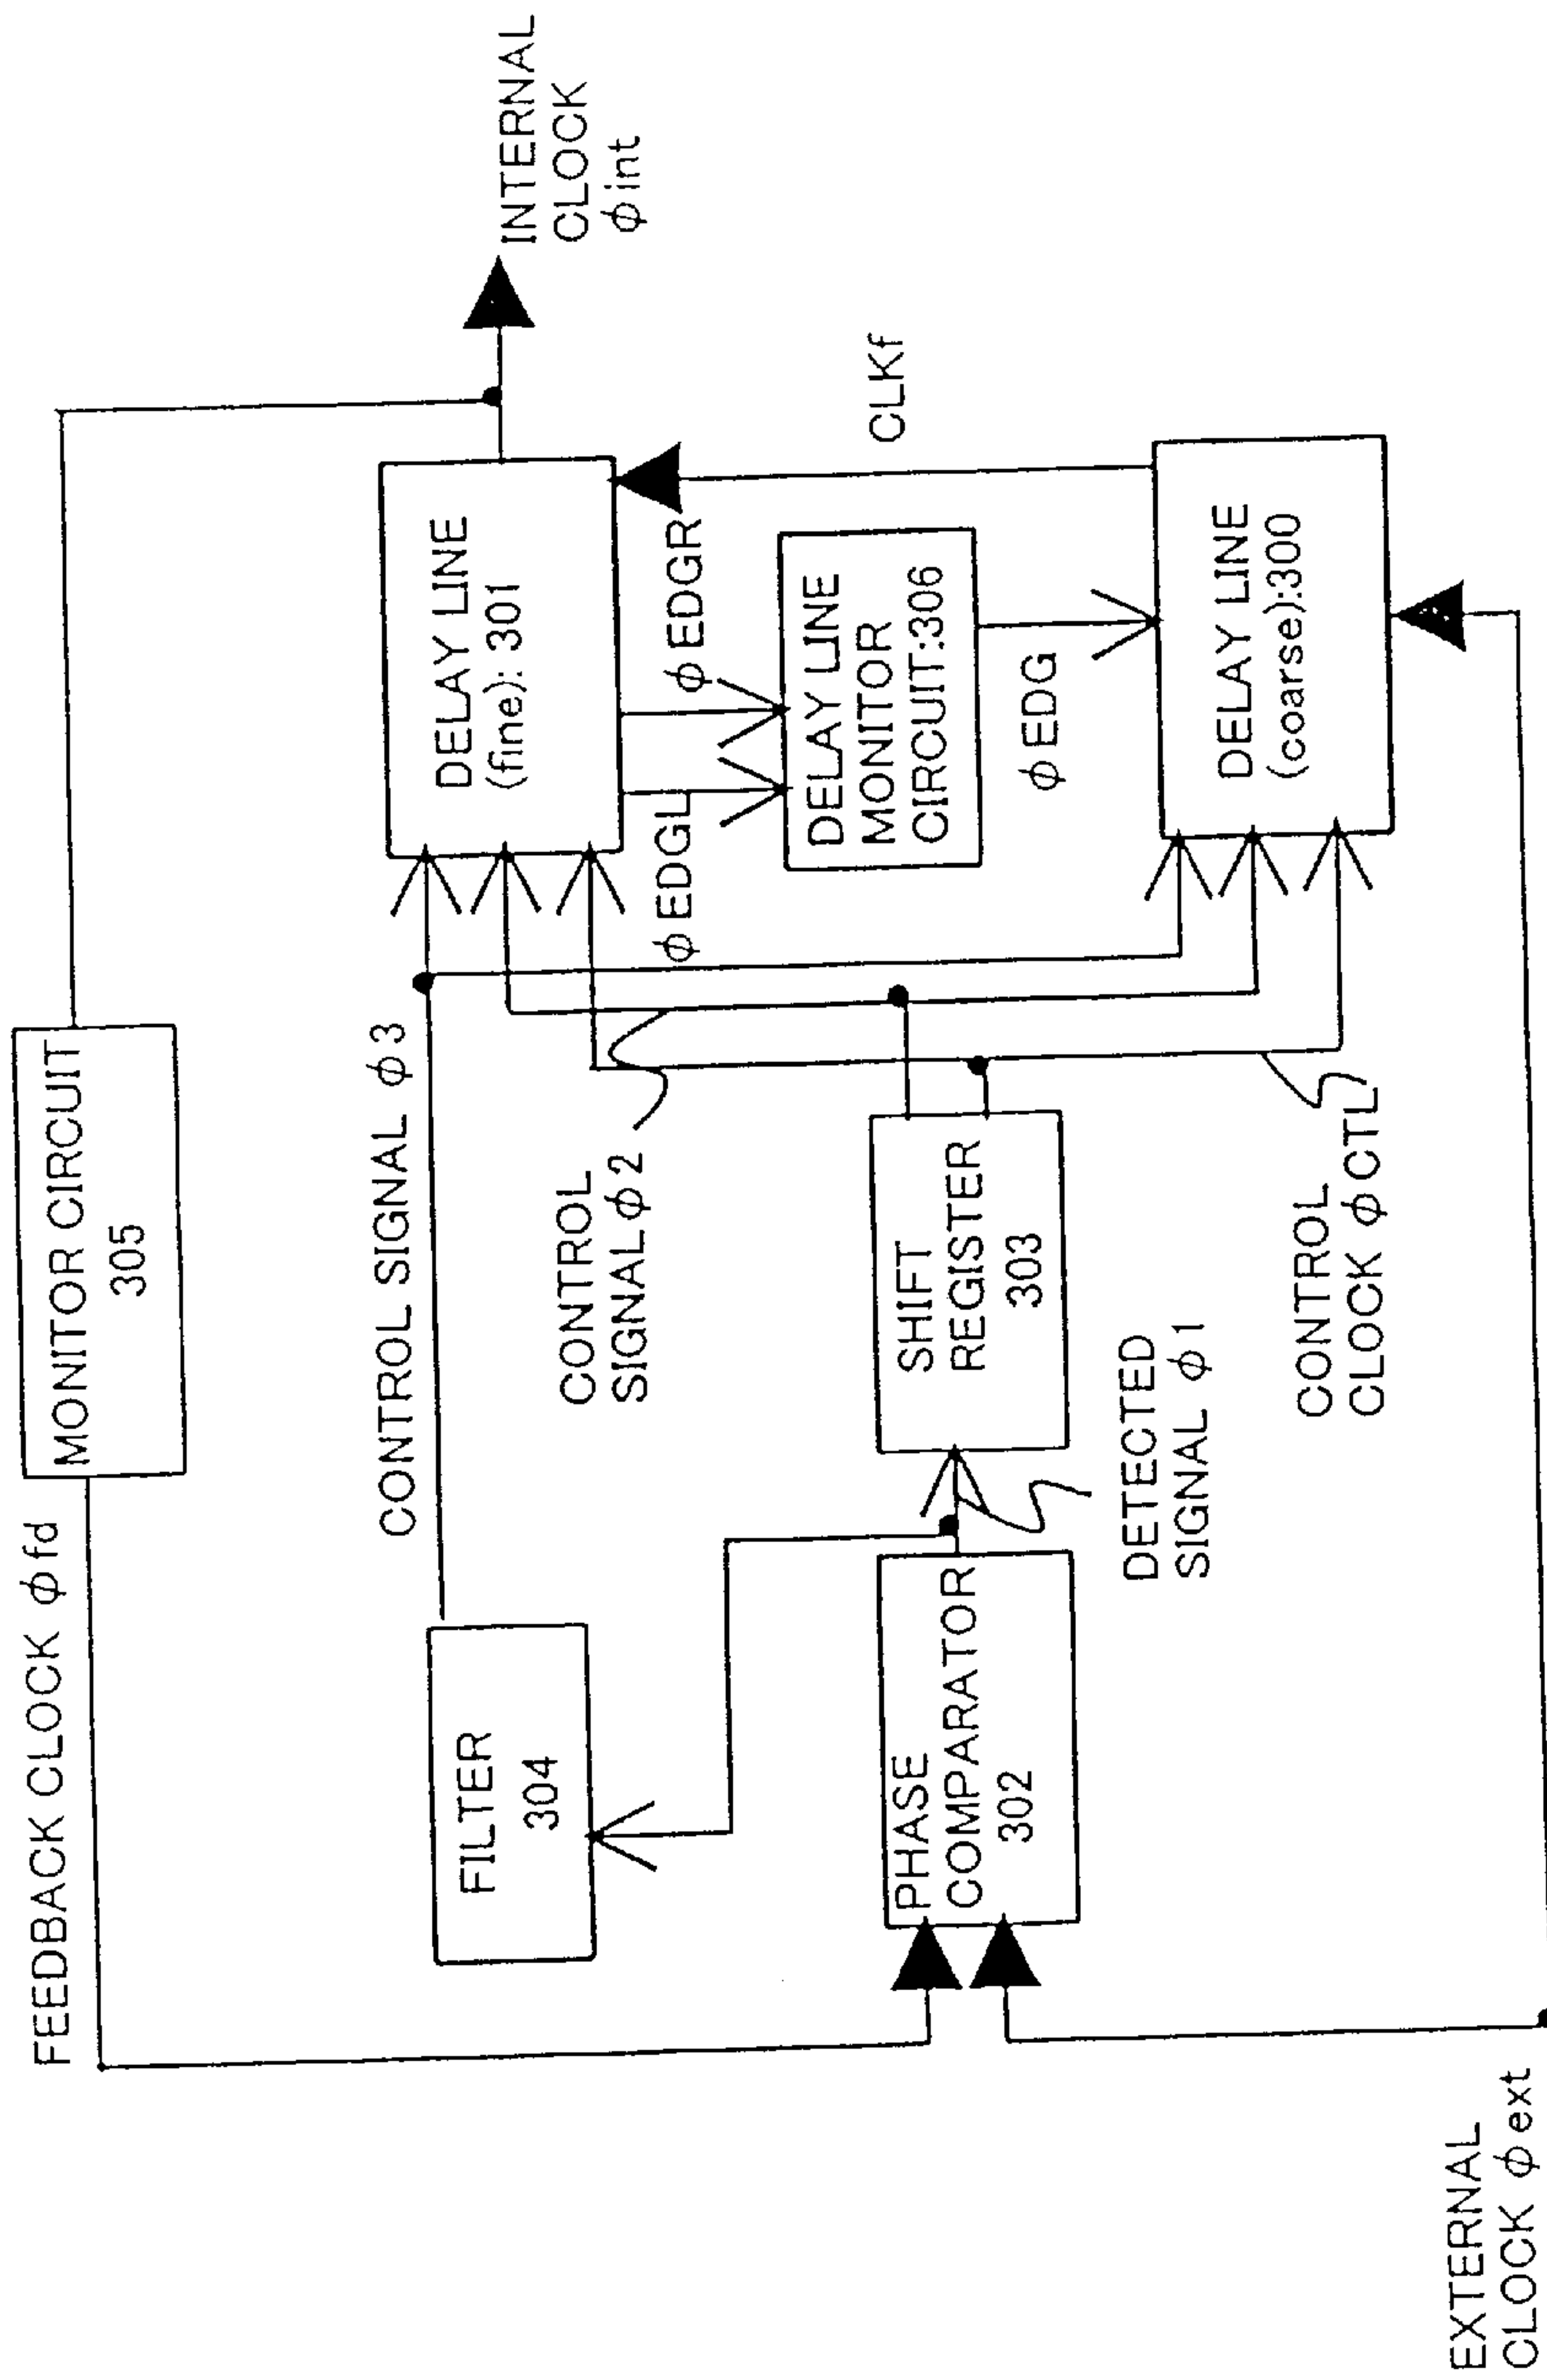 FEEDBACK CLOCK φfd
MONITOR CIRCUIT
305
CONTROL SIGNAL φ3
FILTER
304
INTERNAL
CLOCK
φint
DELAY LINE
(fine): 301
CONTROL
SIGNAL φ2
φEDGL
φEDGR
DELAY LINE
MONITOR
CIRCUIT:306
CLKf
φEDG
PHASE
COMPARATOR
302
SHIFT
REGISTER
303
DETECTED
SIGNAL φ1
DELAY LINE
(coarse):300
CONTROL
CLOCK φCTL
EXTERNAL
CLOCK φext